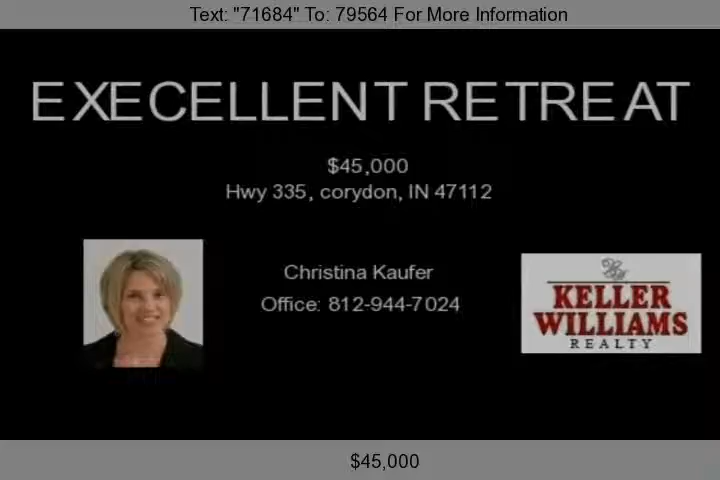 Text: "71684" To: 79564 For More Information
EXECELLENT RETREAT
$45,000
Hwy 335, corydon, IN 47112
Christina Kaufer
Office: 812-944-7024
KELLER
WILLIAMS
REALTY
$45,000